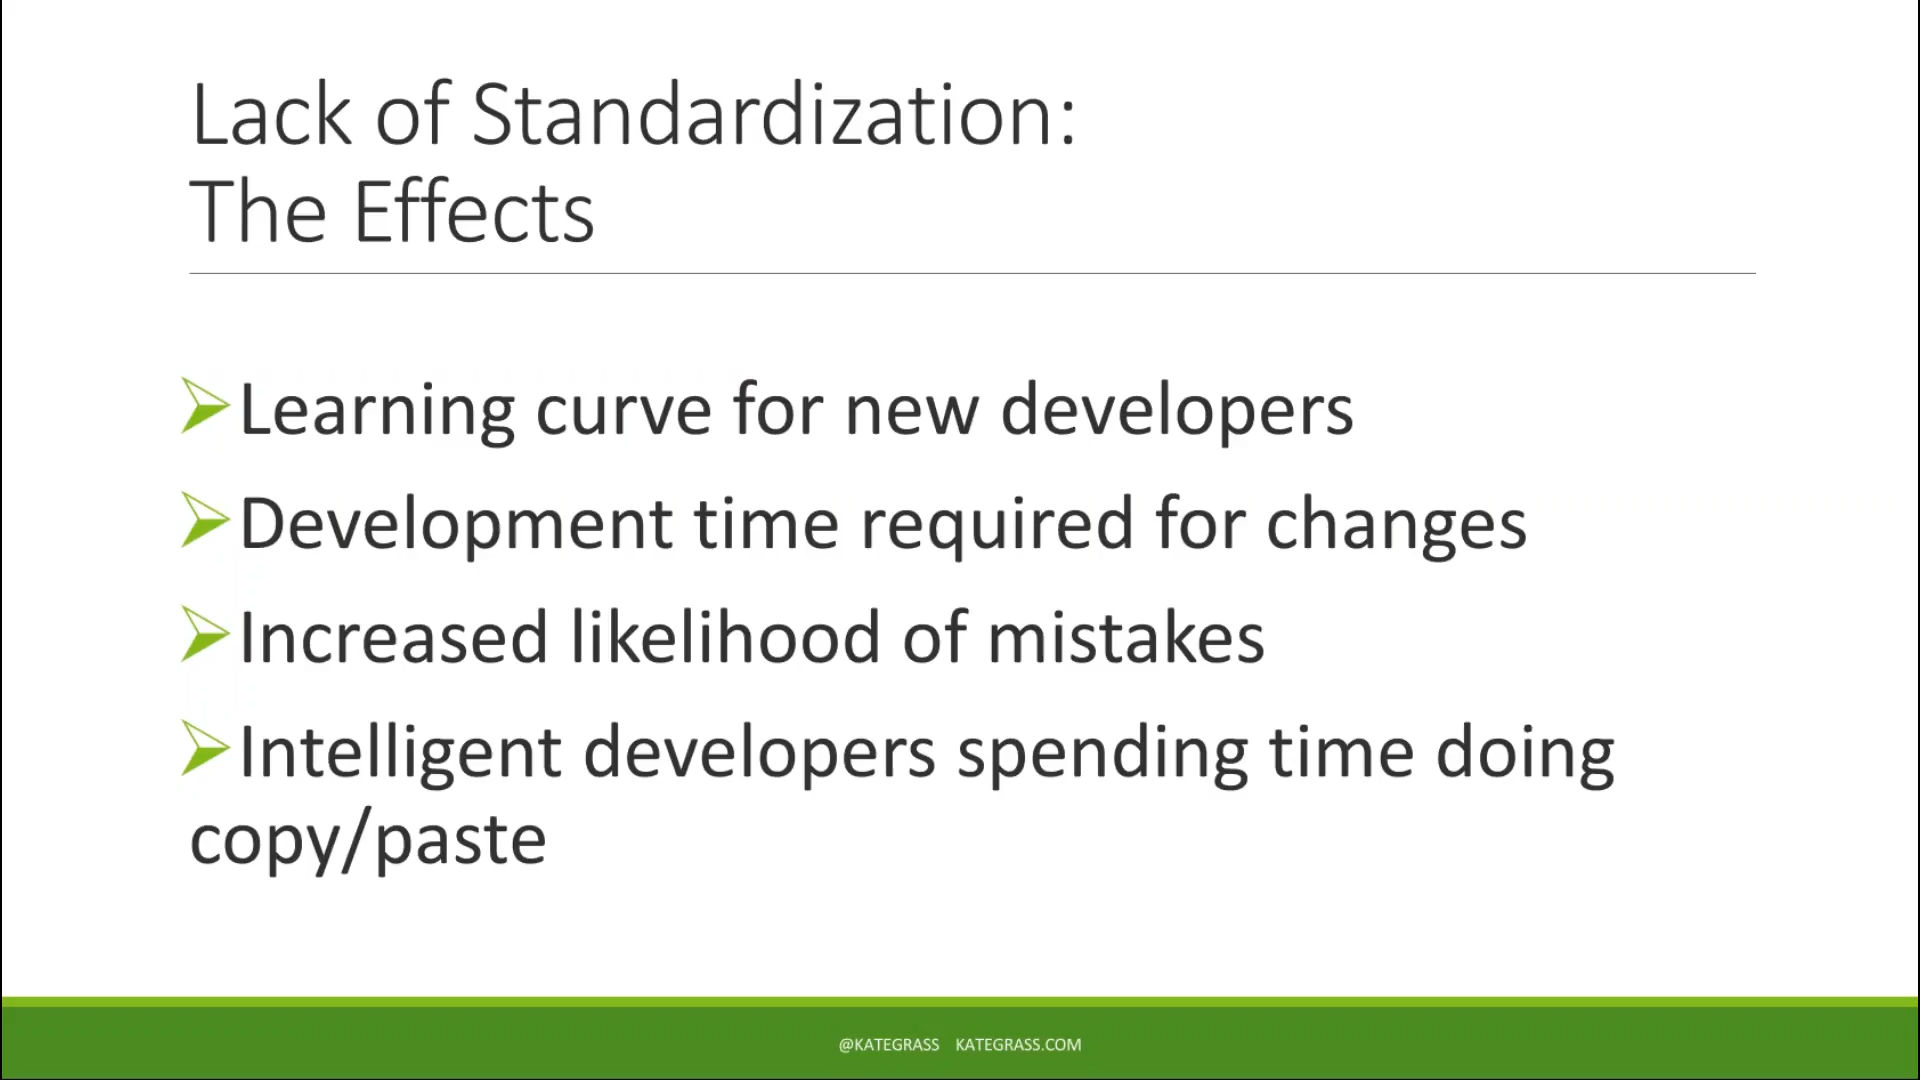 Lack of Standardization:
The Effects
Learning curve for new developers
Development time required for changes
Increased likelihood of mistakes
Intelligent developers spending time doing
copy/paste
@KATEGRASS KATEGRASS.COM